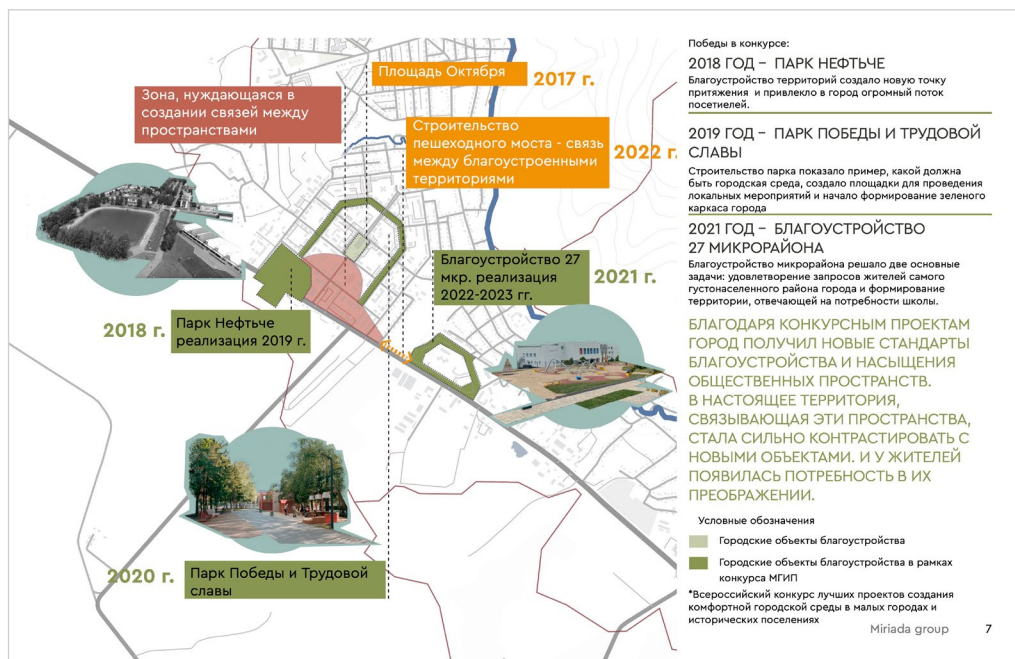 Площадь Октября
2017 г.
Зона, нуждающаяся в
создании связей между
пространствами
Строительство
пешеходного моста - связь
между благоустроенными
территориями
2022 г.
Благоустройство 27
мкр. реализация
2022-2023 гг.
2021 г.
2018 г.
Парк Нефтьче
реализация 2019 г.
2020 г.
Парк Победы и Трудовой
славы
Победы в конкурсе:
2018 ГОД – ПАРК НЕФТЬЧЕ
Благоустройство территорий создало новую точку
притяжения и привлекло в город огромный поток
посетиелей.
2019 ГОД – ПАРК ПОБЕДЫ И ТРУДОВОЙ
СЛАВЫ
Строительство парка показало пример, какой должна
быть городская среда, создало площадки для проведения
локальных мероприятий и начало формирование зеленого
каркаса города
2021 ГОД – БЛАГОУСТРОЙСТВО
27 МИКРОРАЙОНА
Благоустройство микрорайона решало две основные
задачи: удовлетворение запросов жителей самого
густонаселенного района города и формирование
территории, отвечающей на потребности школы.
БЛАГОДАРЯ КОНКУРСНЫМ ПРОЕКТАМ
ГОРОД ПОЛУЧИЛ НОВЫЕ СТАНДАРТЫ
БЛАГОУСТРОЙСТВА И НАСЫЩЕНИЯ
ОБЩЕСТВЕННЫХ ПРОСТРАНСТВ.
В НАСТОЯЩЕЕ ТЕРРИТОРИЯ,
СВЯЗЫВАЮЩАЯ ЭТИ ПРОСТРАНСТВА,
СТАЛА СИЛЬНО КОНТРАСТИРОВАТЬ С
НОВЫМИ ОБЪЕКТАМИ. И У ЖИТЕЛЕЙ
ПОЯВИЛАСЬ ПОТРЕБНОСТЬ В ИХ
ПРЕОБРАЖЕНИИ.
Условные обозначения
Городские объекты благоустройства
Городские объекты благоустройства в рамках
конкурса МГИП
*Всероссийский конкурс лучших проектов создания
комфортной городской среды в малых городах и
исторических поселениях
Miriada group
7